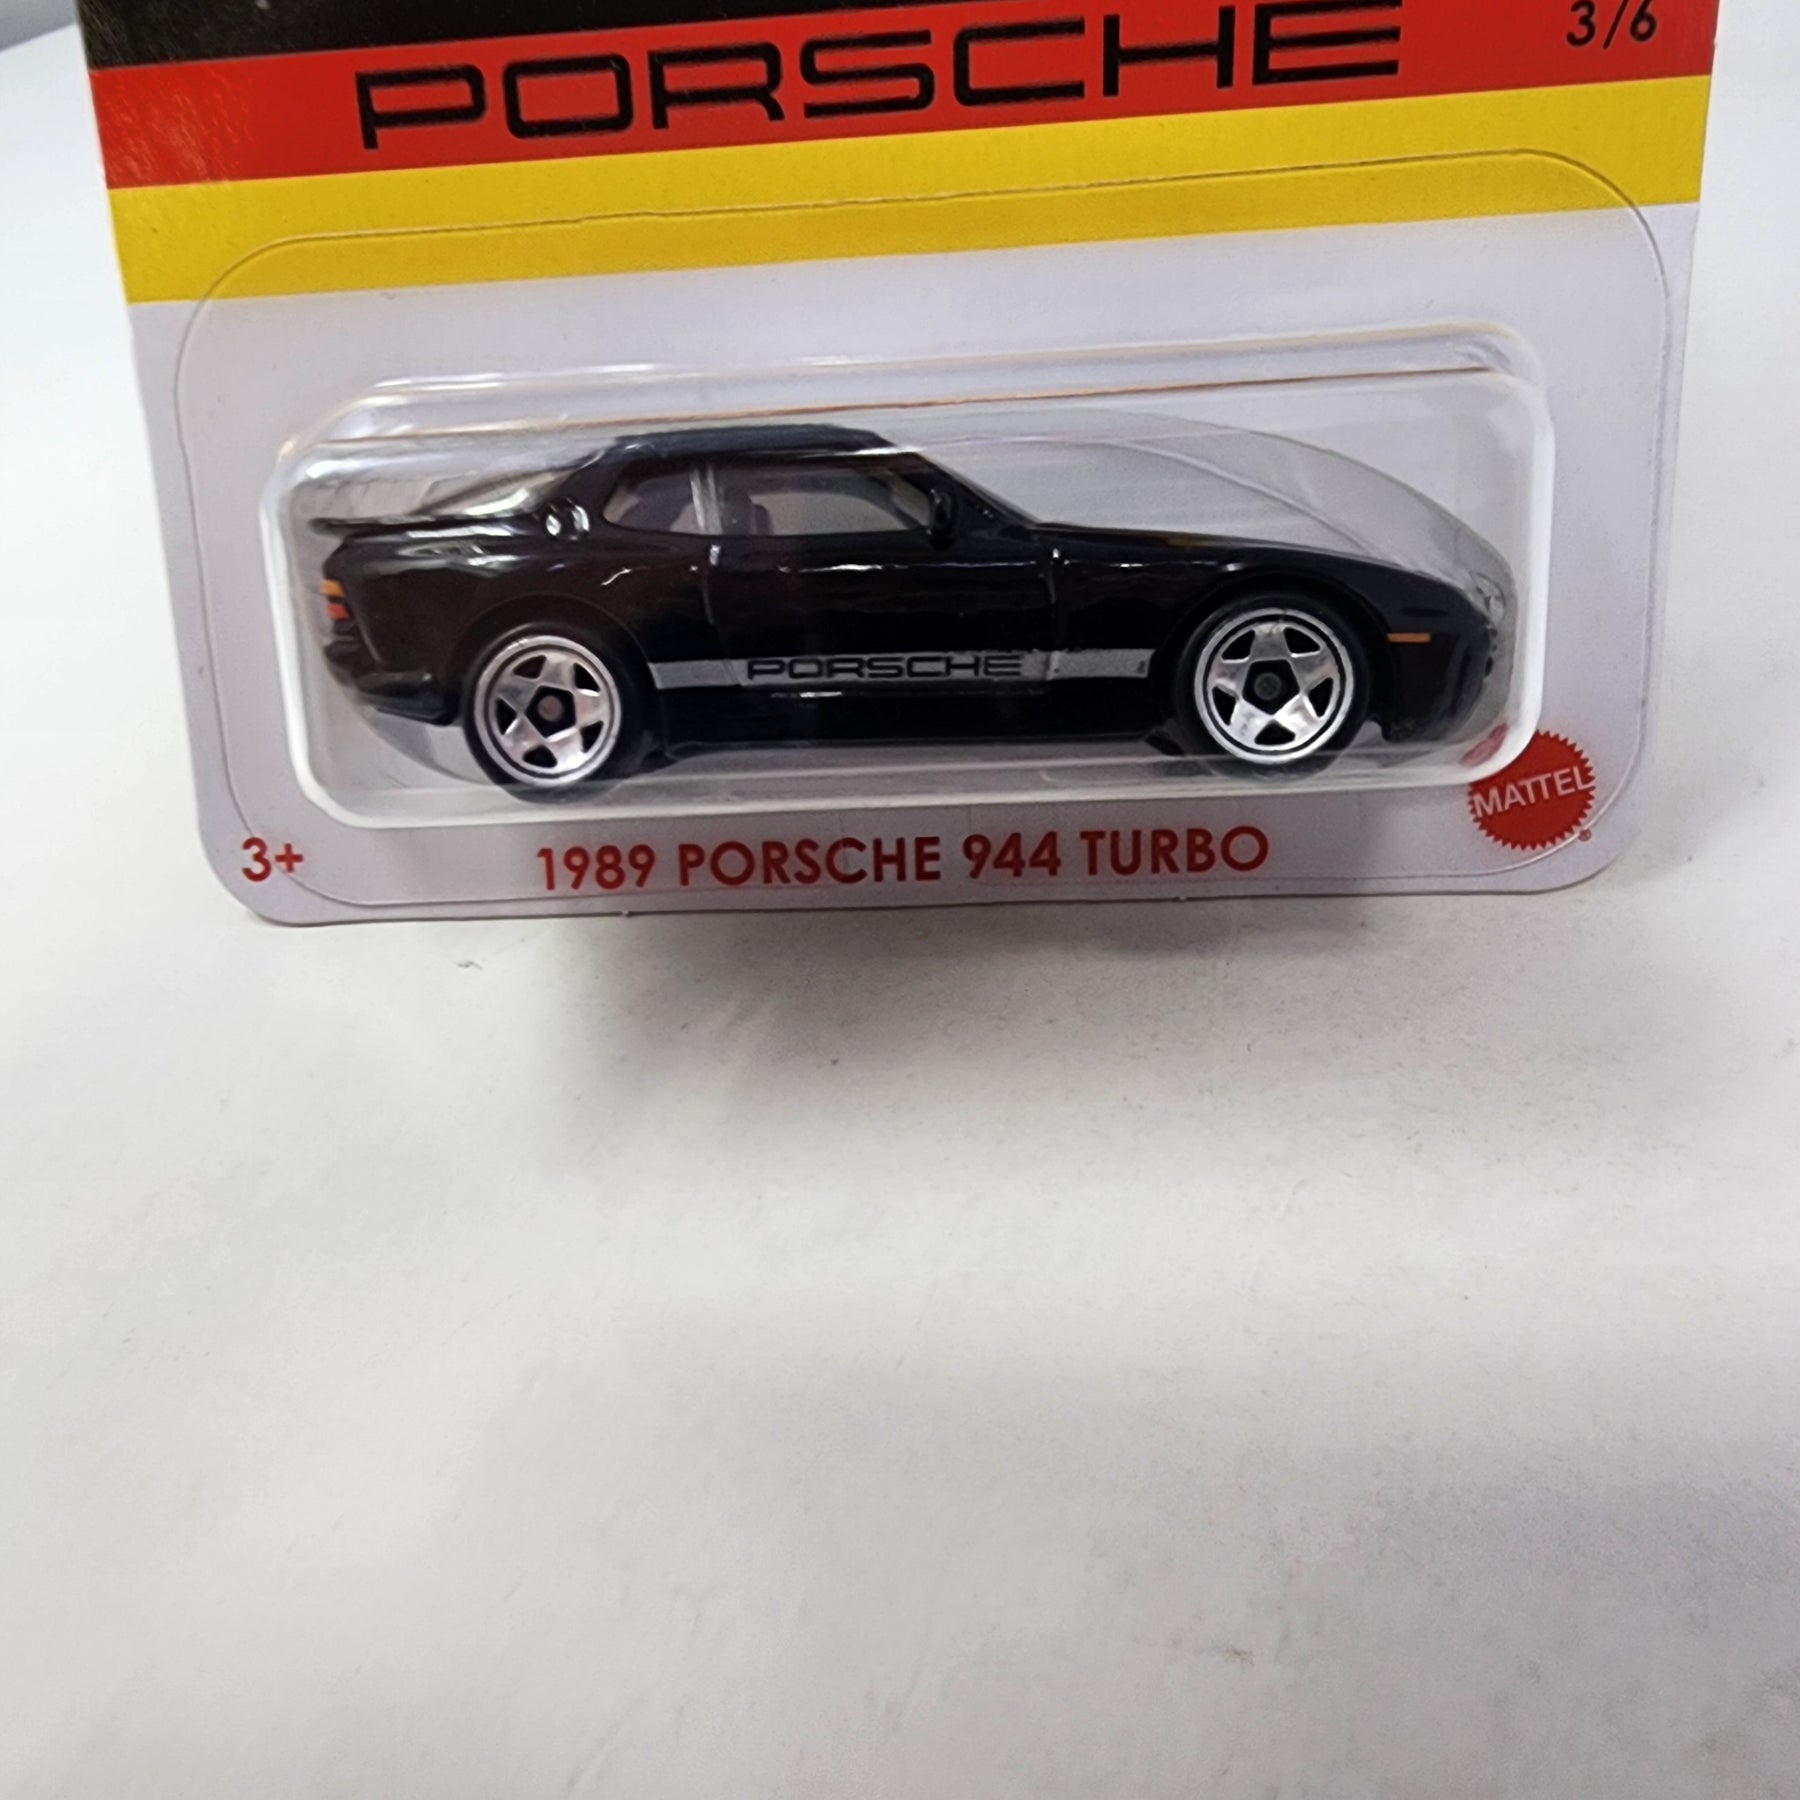 PORSCHE
3/6
PORSCHE
MATTEL
3+
1989 PORSCHE 944 TURBO